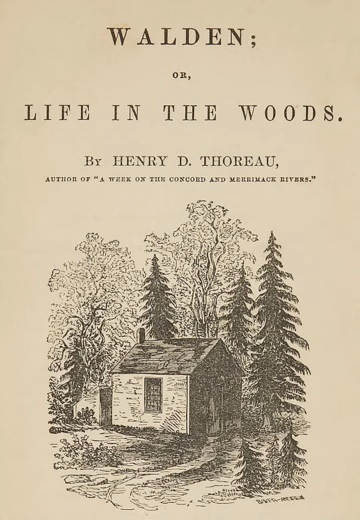 WALDEN;
OR,
LIFE IN THE WOODS.
BY HENRY D. THOREAU,
AUTHOR OF "A WEEK ON THE CONCORD AND MERRIMACK RIVERS."